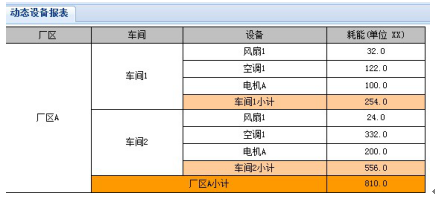 动态设备报表
厂区 车间 设备 耗能(单位 XX)
厂区A 车间1 风扇1 32.0
空调1 122.0
电机A 100.0
车间1小计 254.0
车间2 风扇1 24.0
空调1 332.0
电机A 200.0
车间2小计 556.0
厂区A小计 810.0